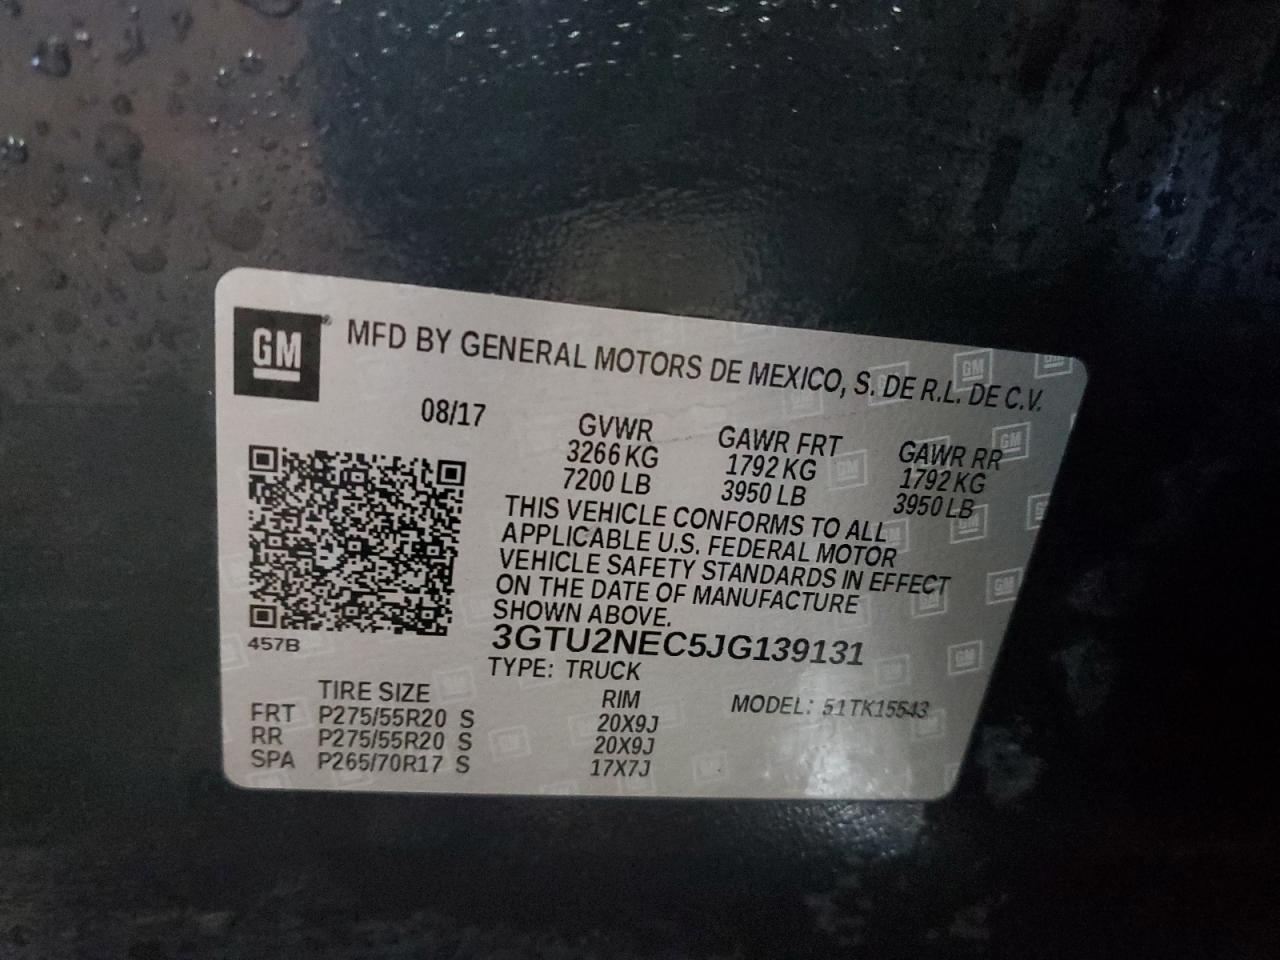 GM ® MFD BY GENERAL MOTORS DE MEXICO, S. DE R.L. DE C.V.
08/17
GVWR GAWR FRT GAWR RR
3266 KG 1792 KG 1792 KG
7200 LB 3950 LB 3950 LB
THIS VEHICLE CONFORMS TO ALL
APPLICABLE U.S. FEDERAL MOTOR
VEHICLE SAFETY STANDARDS IN EFFECT
ON THE DATE OF MANUFACTURE
SHOWN ABOVE.
457B
3GTU2NEC5JG139131
TYPE: TRUCK
TIRE SIZE RIM MODEL: 51TK15543
FRT P275/55R20 S 20X9J
RR P275/55R20 S 20X9J
SPA P265/70R17 S 17X7J